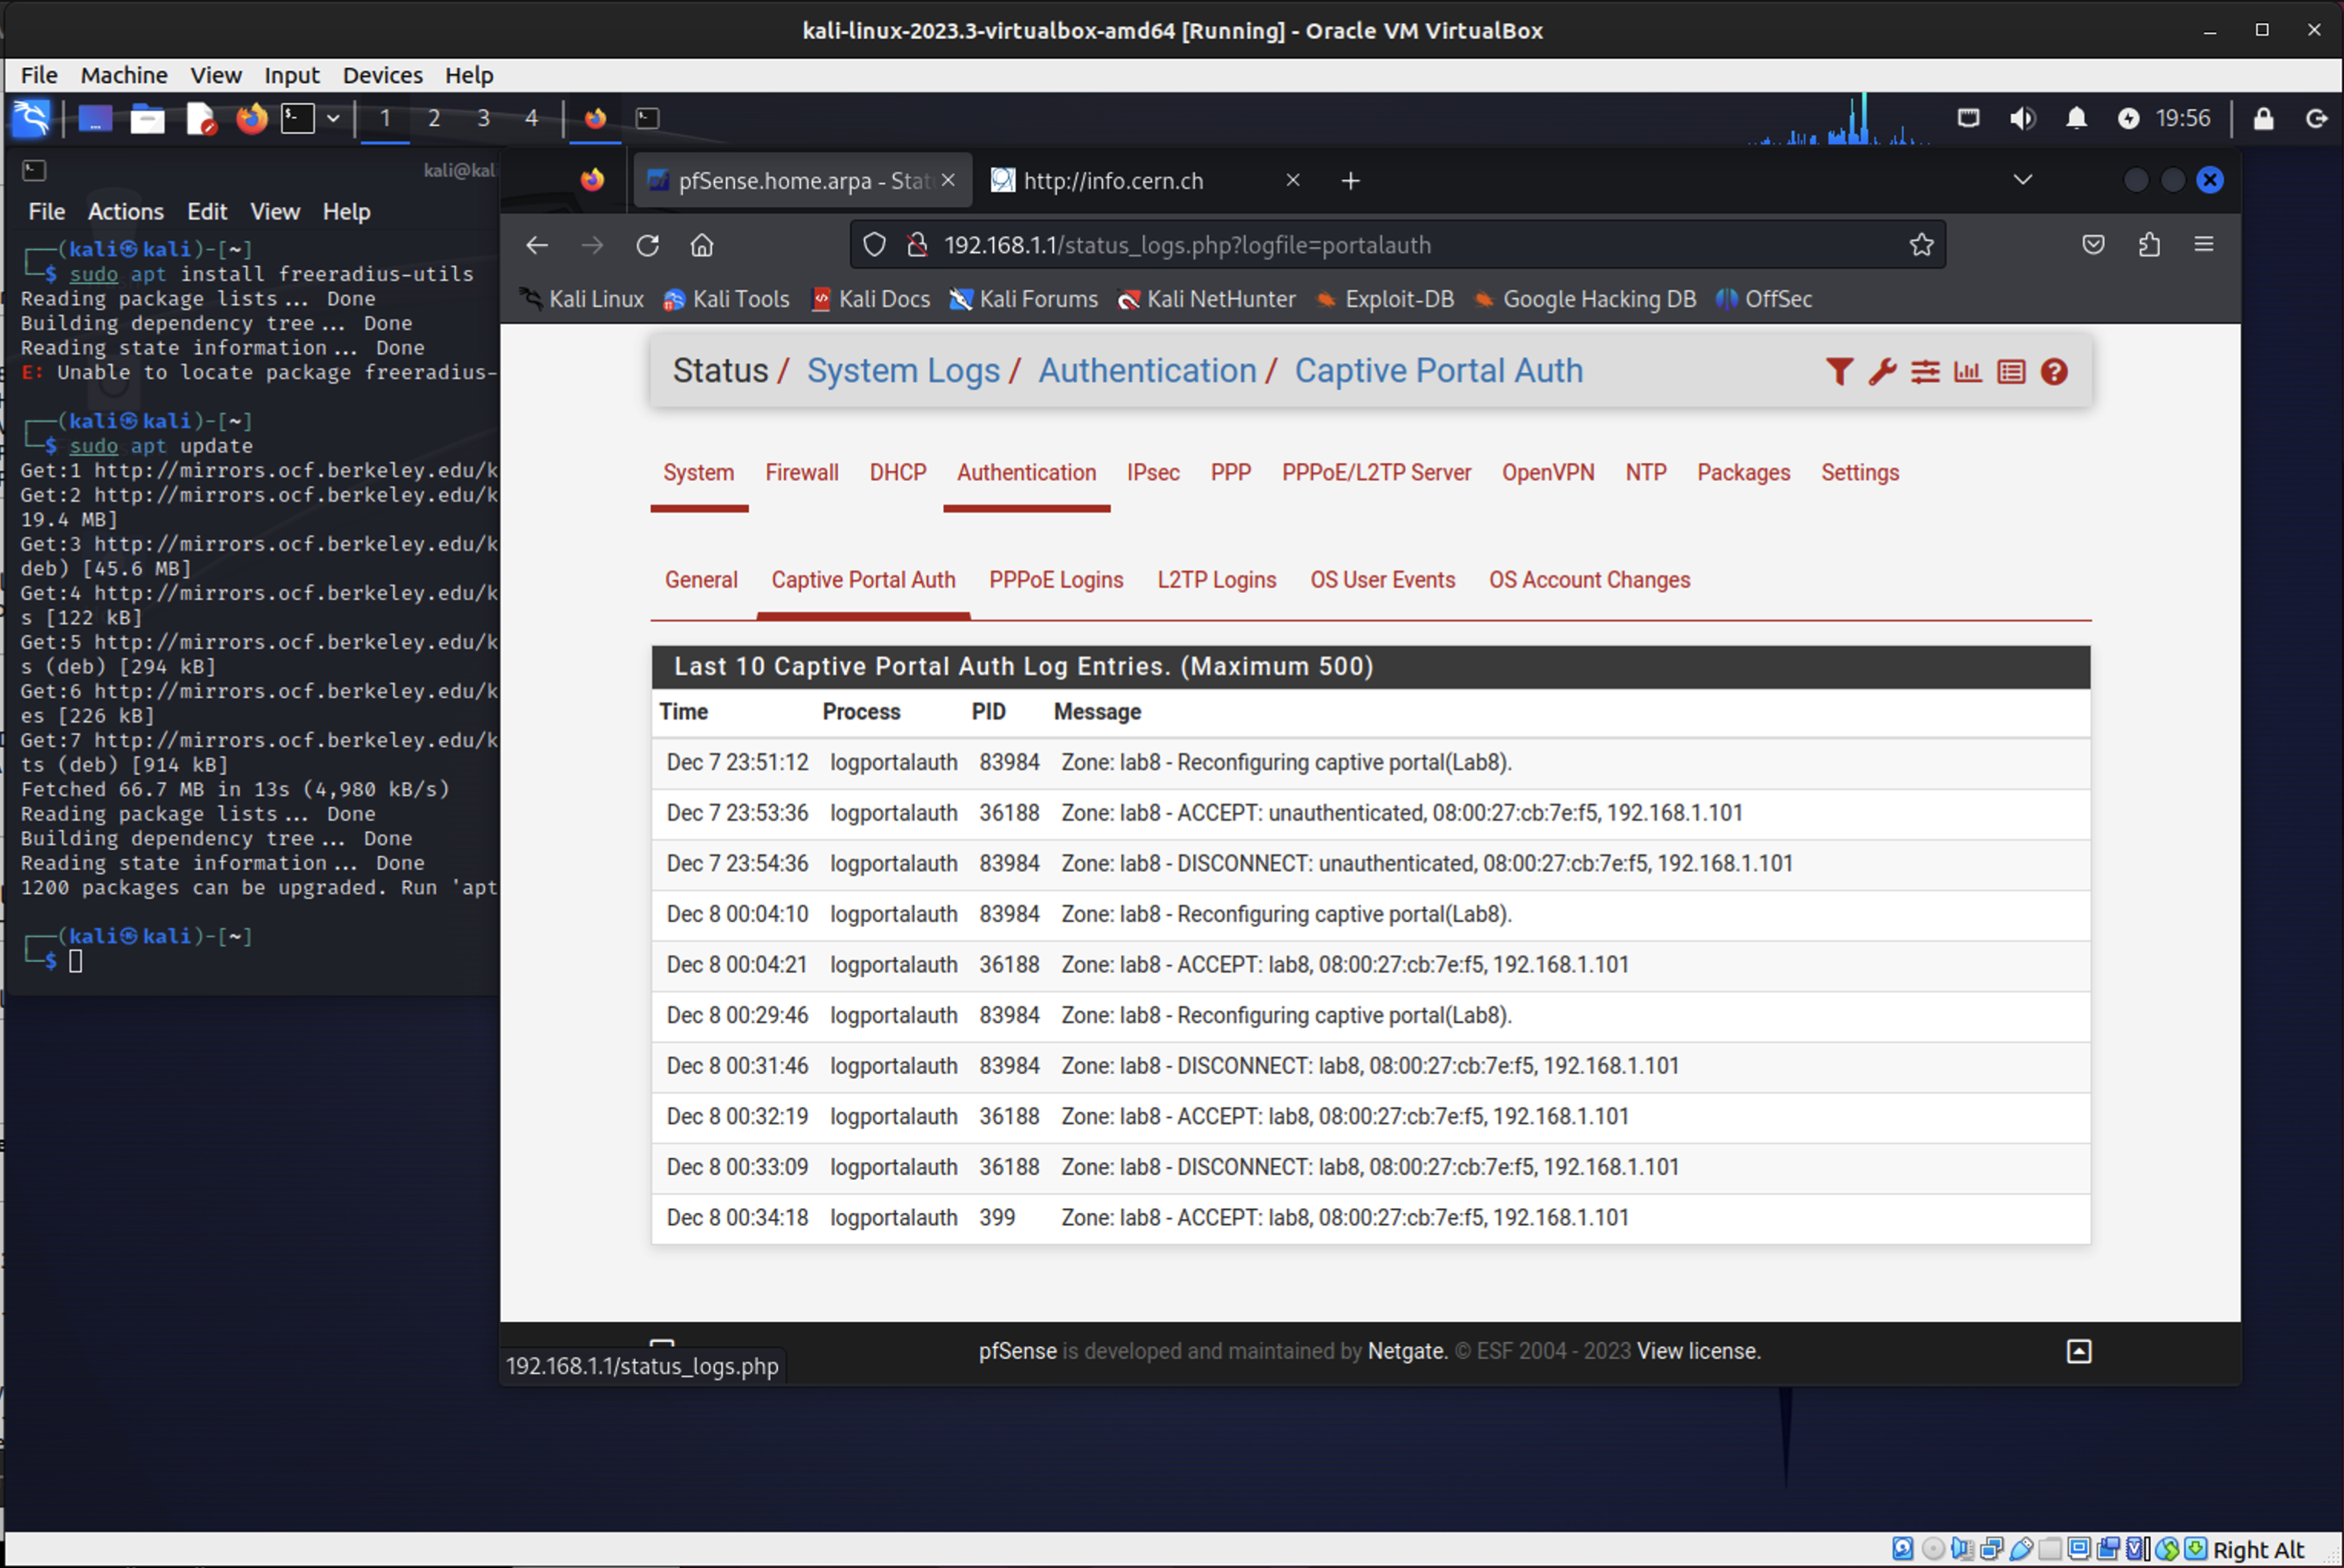 kali-linux-2023.3-virtualbox-amd64 [Running] - Oracle VM VirtualBox
File Machine View Input Devices Help
1 2 3 4 19:56
kali@kal
File Actions Edit View Help
┌──(kali㉿kali)-[~]
└─$ sudo apt install freeradius-utils
Reading package lists... Done
Building dependency tree... Done
Reading state information... Done
E: Unable to locate package freeradius-
┌──(kali㉿kali)-[~]
└─$ sudo apt update
Get:1 http://mirrors.ocf.berkeley.edu/k
Get:2 http://mirrors.ocf.berkeley.edu/k
19.4 MB]
Get:3 http://mirrors.ocf.berkeley.edu/k
deb) [45.6 MB]
Get:4 http://mirrors.ocf.berkeley.edu/k
s [122 kB]
Get:5 http://mirrors.ocf.berkeley.edu/k
s (deb) [294 kB]
Get:6 http://mirrors.ocf.berkeley.edu/k
es [226 kB]
Get:7 http://mirrors.ocf.berkeley.edu/k
ts (deb) [914 kB]
Fetched 66.7 MB in 13s (4,980 kB/s)
Reading package lists... Done
Building dependency tree... Done
Reading state information... Done
1200 packages can be upgraded. Run 'apt
┌──(kali㉿kali)-[~]
└─$
pfSense.home.arpa - Stat http://info.cern.ch
192.168.1.1/status_logs.php?logfile=portalauth
Kali Linux Kali Tools Kali Docs Kali Forums Kali NetHunter Exploit-DB Google Hacking DB OffSec
Status / System Logs / Authentication / Captive Portal Auth
System Firewall DHCP Authentication IPsec PPP PPPoE/L2TP Server OpenVPN NTP Packages Settings
General Captive Portal Auth PPPoE Logins L2TP Logins OS User Events OS Account Changes
Last 10 Captive Portal Auth Log Entries. (Maximum 500)
Time Process PID Message
Dec 7 23:51:12 logportalauth 83984 Zone: lab8 - Reconfiguring captive portal(Lab8).
Dec 7 23:53:36 logportalauth 36188 Zone: lab8 - ACCEPT: unauthenticated, 08:00:27:cb:7e:f5, 192.168.1.101
Dec 7 23:54:36 logportalauth 83984 Zone: lab8 - DISCONNECT: unauthenticated, 08:00:27:cb:7e:f5, 192.168.1.101
Dec 8 00:04:10 logportalauth 83984 Zone: lab8 - Reconfiguring captive portal(Lab8).
Dec 8 00:04:21 logportalauth 36188 Zone: lab8 - ACCEPT: lab8, 08:00:27:cb:7e:f5, 192.168.1.101
Dec 8 00:29:46 logportalauth 83984 Zone: lab8 - Reconfiguring captive portal(Lab8).
Dec 8 00:31:46 logportalauth 83984 Zone: lab8 - DISCONNECT: lab8, 08:00:27:cb:7e:f5, 192.168.1.101
Dec 8 00:32:19 logportalauth 36188 Zone: lab8 - ACCEPT: lab8, 08:00:27:cb:7e:f5, 192.168.1.101
Dec 8 00:33:09 logportalauth 36188 Zone: lab8 - DISCONNECT: lab8, 08:00:27:cb:7e:f5, 192.168.1.101
Dec 8 00:34:18 logportalauth 399 Zone: lab8 - ACCEPT: lab8, 08:00:27:cb:7e:f5, 192.168.1.101
pfSense is developed and maintained by Netgate. © ESF 2004 - 2023 View license.
192.168.1.1/status_logs.php
Right Alt